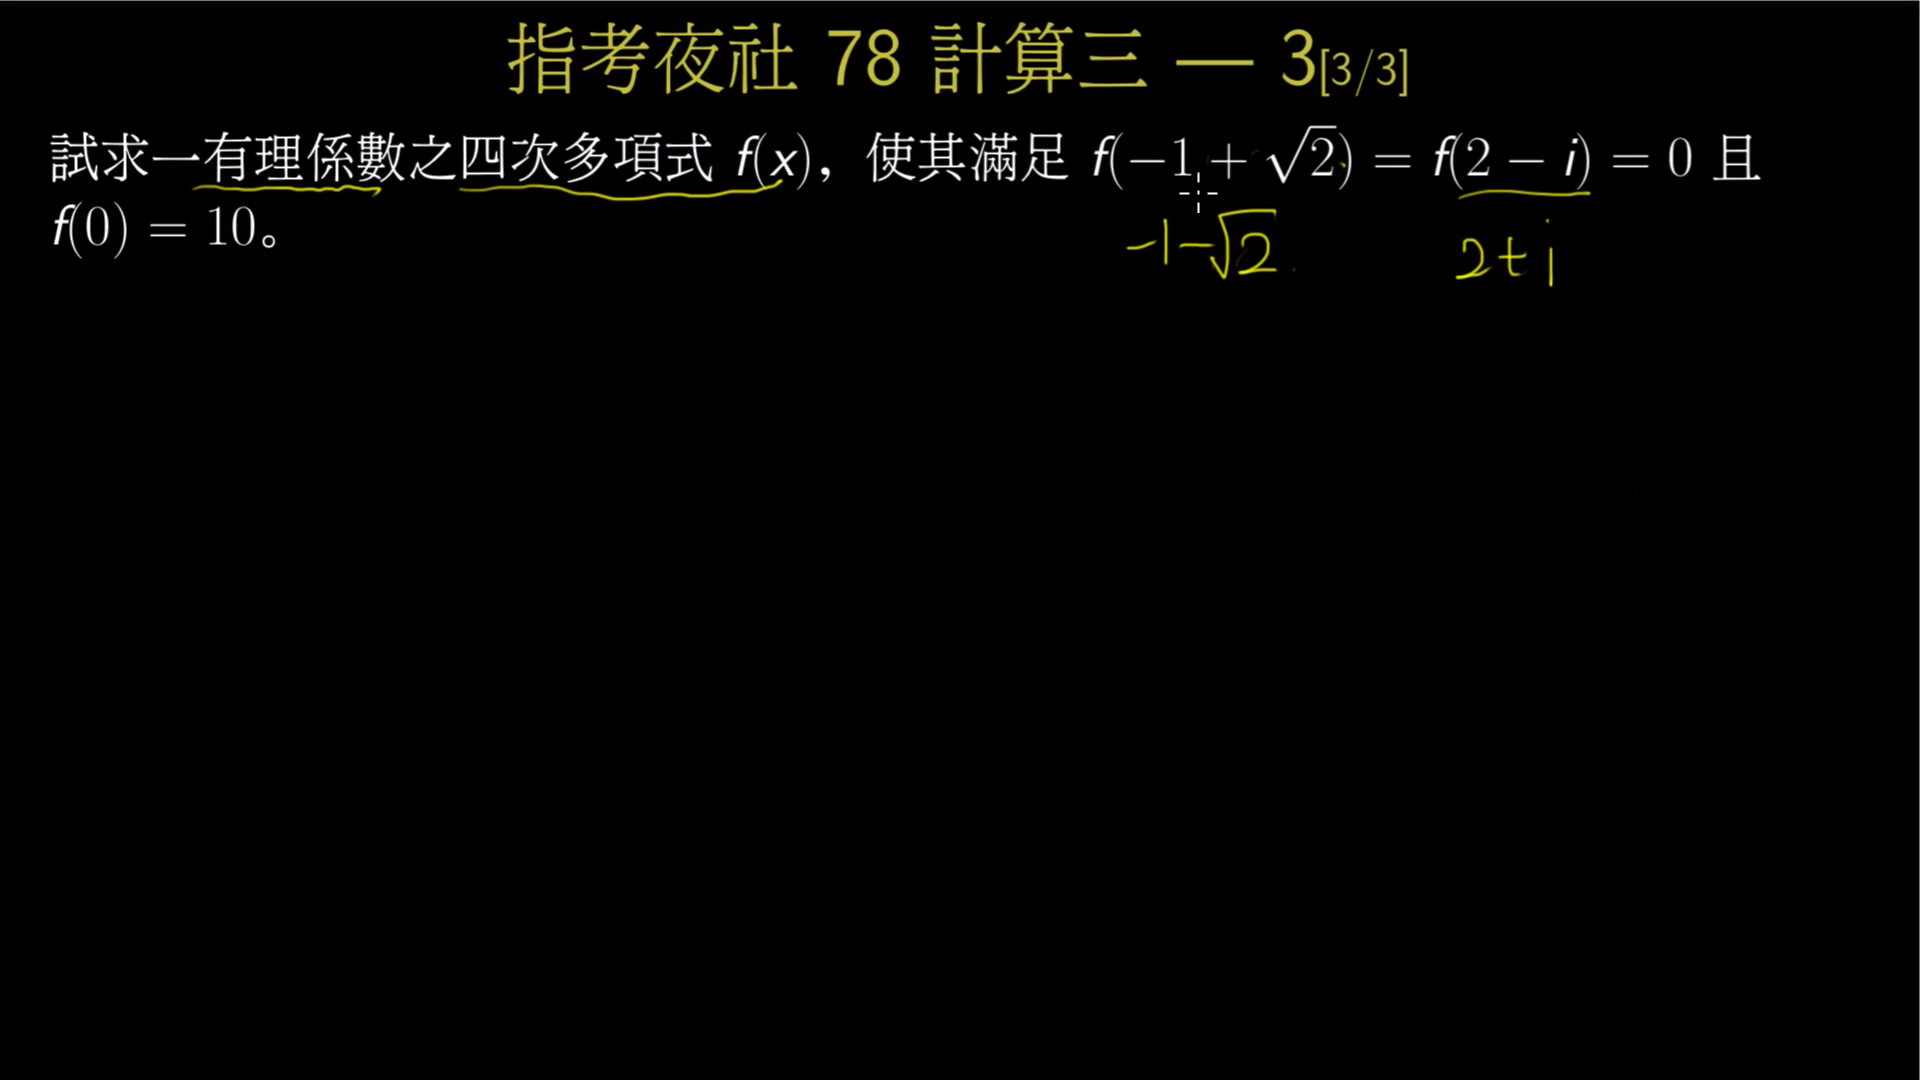 指考夜社 78 計算三 — 3[3/3]
試求一有理係數之四次多項式 f(x)，使其滿足 f(−1 + √2) = f(2 − i) = 0 且
f(0) = 10。
-1-√2 2+i